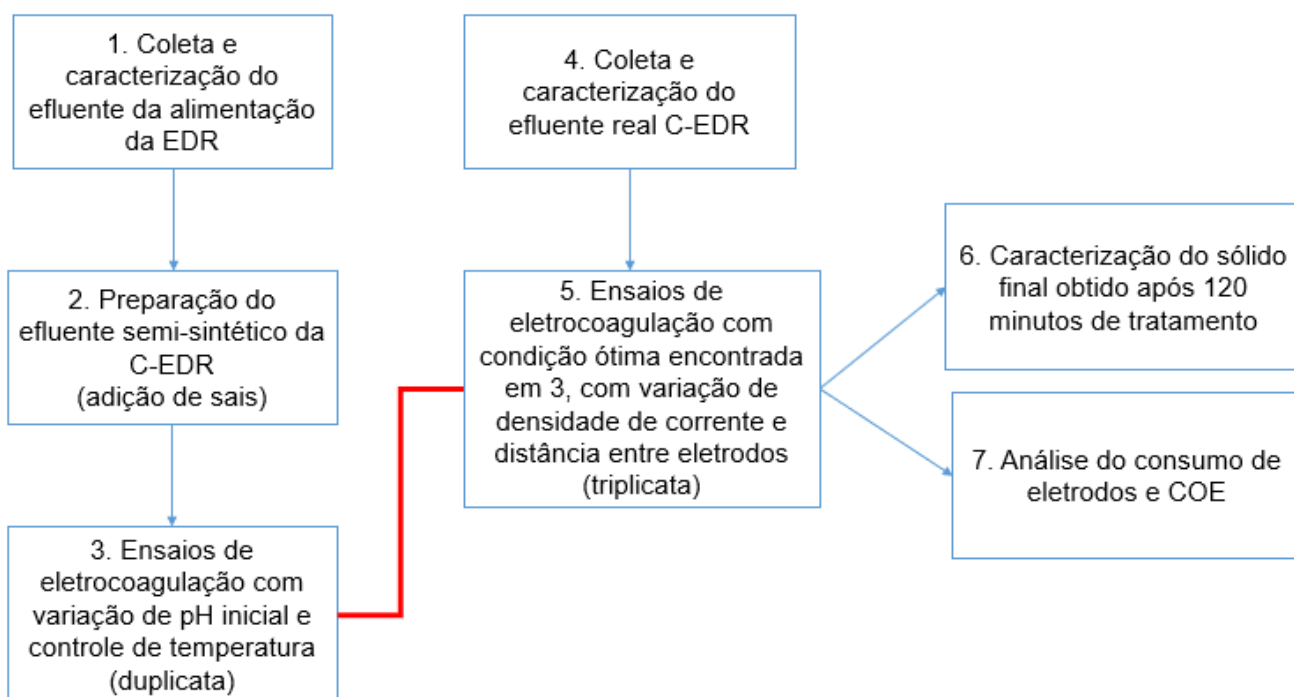 1. Coleta e
caracterização do
efluente da alimentação
da EDR
2. Preparação do
efluente semi-sintético da
C-EDR
(adição de sais)
3. Ensaios de
eletrocoagulação com
variação de pH inicial e
controle de temperatura
(duplicata)
4. Coleta e
caracterização do
efluente real C-EDR
5. Ensaios de
eletrocoagulação com
condição ótima encontrada
em 3, com variação de
densidade de corrente e
distância entre eletrodos
(triplicata)
6. Caracterização do sólido
final obtido após 120
minutos de tratamento
7. Análise do consumo de
eletrodos e COE